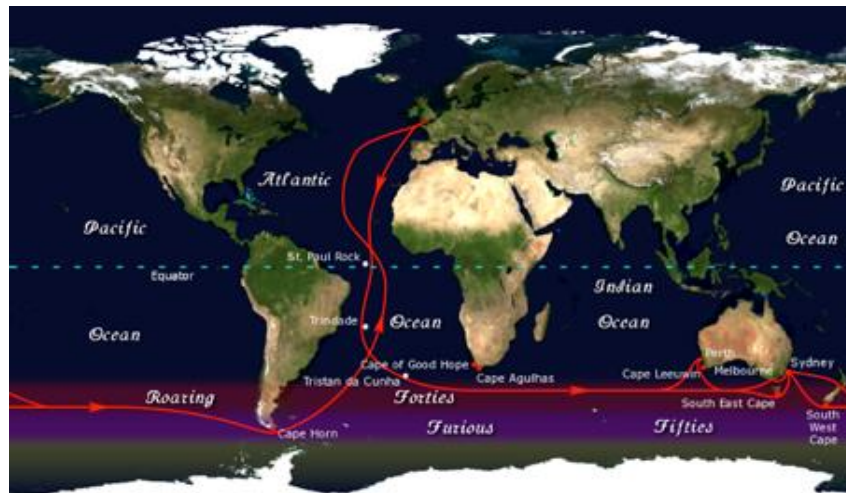 Atlantic
Pacific
Pacific
Ocean
St. Paul Rock
Equator
Indian
Ocean
Trindade
Ocean
Ocean
Cape of Good Hope
Perth
Sydney
Cape Leeuwin
Melbourne
Tristan da Cunha
Cape Agulhas
Roaring
Forties
South East Cape
Cape Horn
Furious
Fifties
South
West
Cape